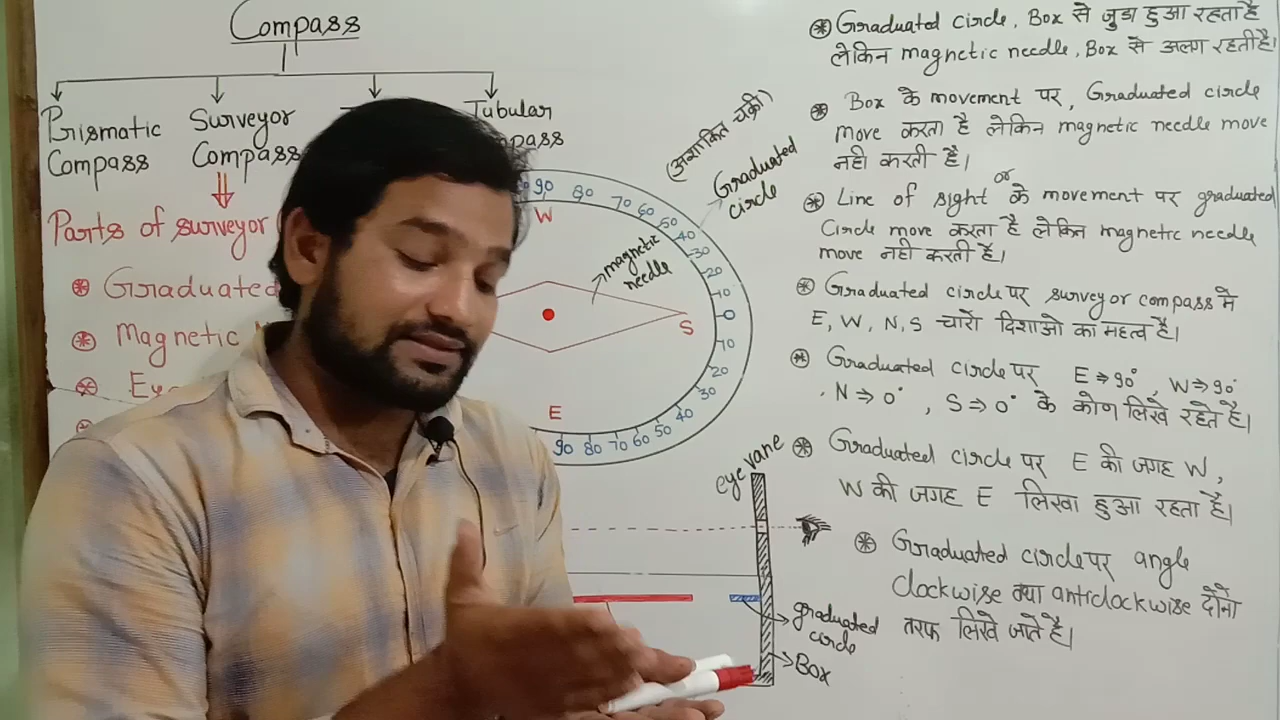 Compass
Prismatic
Compass
Surveyor
Compass
Tubular
Parts of surveyor
⊛ Graduated
⊛ Magnetic
⊛ Eye
90 80 70 60 50 40 30 20 10 0 10 20 30 40 50 60 70 80 90
W
S
E
magnetic
needle
(अंशांकित चक्री)
Graduated
circle
eye vane
graduated
circle
Box
⊛ Graduated circle, Box से जुडा हुआ रहता है
लेकिन magnetic needle, Box से अलग रहती है।
⊛ Box के movement पर, Graduated circle
move करता है लेकिन magnetic needle move
नही करती है।
or
⊛ Line of sight के movement पर graduated
Circle move करता है लेकिन magnetic needle
move नही करती है।
⊛ Graduated circle पर surveyor compass मे
E, W, N, S चारो दिशाओ का महत्व है।
⊛ Graduated circle पर E ⇒ 90°, W ⇒ 90°
, N ⇒ 0°, S ⇒ 0° के कोण लिखे रहते है।
⊛ Graduated circle पर E की जगह W,
W की जगह E लिखा हुआ रहता है।
⊛ Graduated circle पर angle
clockwise तथा anticlockwise दोनो
तरफ लिखे जाते है।